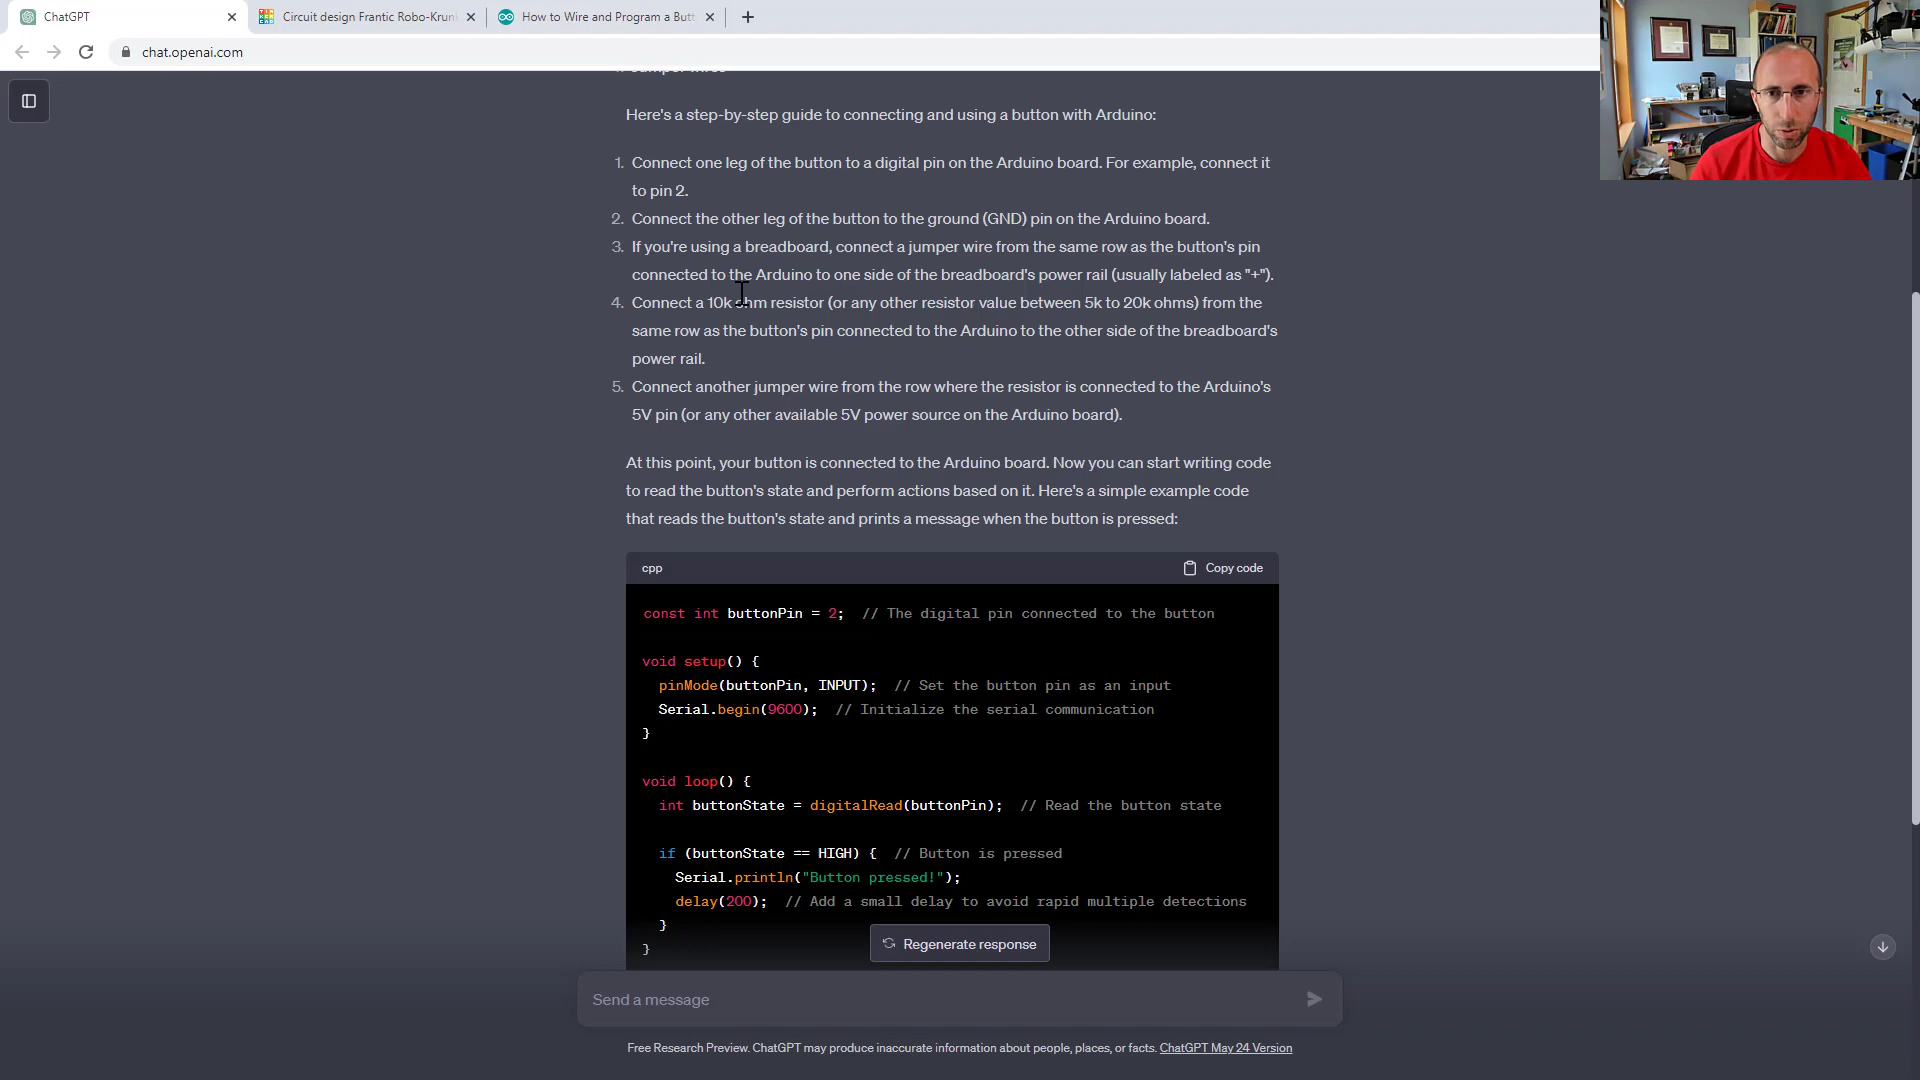 ChatGPT
Circuit design Frantic Robo-Krun
How to Wire and Program a Butt
chat.openai.com
Here's a step-by-step guide to connecting and using a button with Arduino:
1. Connect one leg of the button to a digital pin on the Arduino board. For example, connect it
to pin 2.
2. Connect the other leg of the button to the ground (GND) pin on the Arduino board.
3. If you're using a breadboard, connect a jumper wire from the same row as the button's pin
connected to the Arduino to one side of the breadboard's power rail (usually labeled as "+").
4. Connect a 10k ohm resistor (or any other resistor value between 5k to 20k ohms) from the
same row as the button's pin connected to the Arduino to the other side of the breadboard's
power rail.
5. Connect another jumper wire from the row where the resistor is connected to the Arduino's
5V pin (or any other available 5V power source on the Arduino board).
At this point, your button is connected to the Arduino board. Now you can start writing code
to read the button's state and perform actions based on it. Here's a simple example code
that reads the button's state and prints a message when the button is pressed:
cpp
Copy code
const int buttonPin = 2;  // The digital pin connected to the button
void setup() {
pinMode(buttonPin, INPUT);  // Set the button pin as an input
Serial.begin(9600);  // Initialize the serial communication
}
void loop() {
int buttonState = digitalRead(buttonPin);  // Read the button state
if (buttonState == HIGH) {  // Button is pressed
Serial.println("Button pressed!");
delay(200);  // Add a small delay to avoid rapid multiple detections
}
}
Regenerate response
Send a message
Free Research Preview. ChatGPT may produce inaccurate information about people, places, or facts. ChatGPT May 24 Version